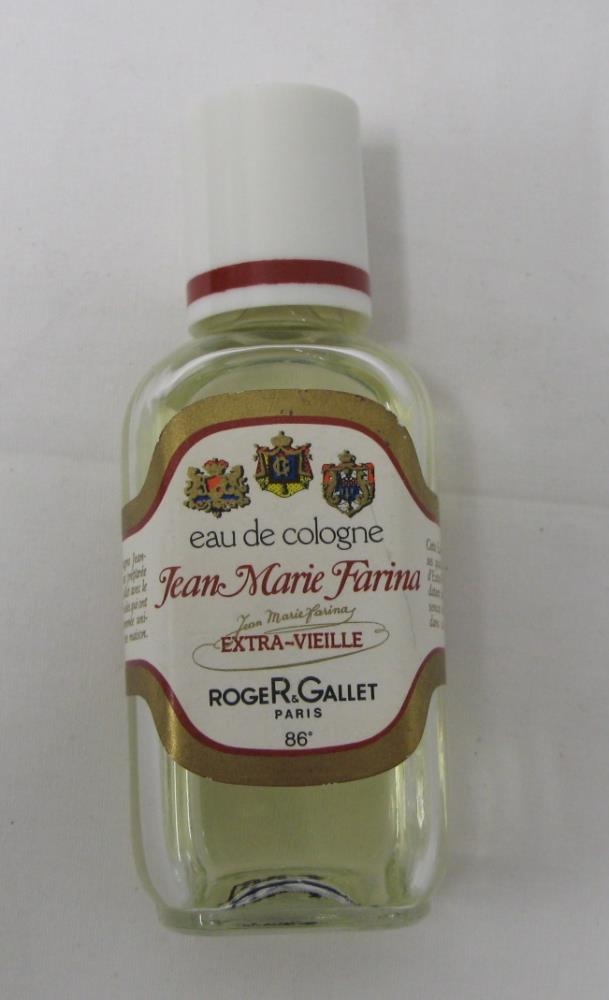 eau de cologne
Jean-Marie Farina
Jean Marie Farina
EXTRA-VIEILLE
ROGER & GALLET
PARIS
86°